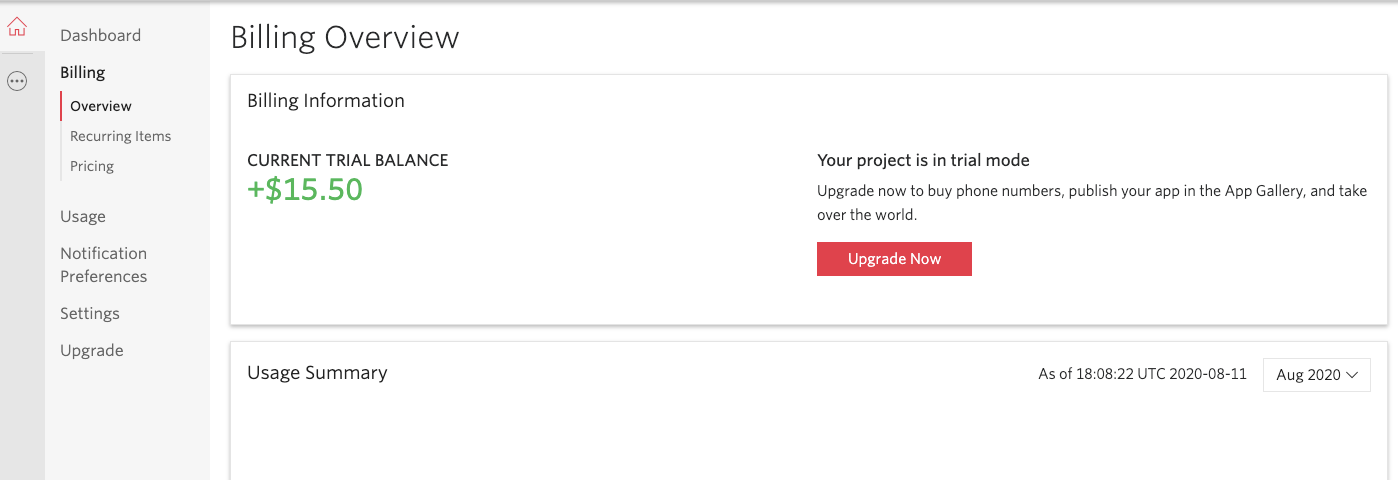 Dashboard
Billing
Overview
Recurring Items
Pricing
Usage
Notification
Preferences
Settings
Upgrade
Billing Overview
Billing Information
CURRENT TRIAL BALANCE
+$15.50
Your project is in trial mode
Upgrade now to buy phone numbers, publish your app in the App Gallery, and take
over the world.
Upgrade Now
Usage Summary
As of 18:08:22 UTC 2020-08-11
Aug 2020